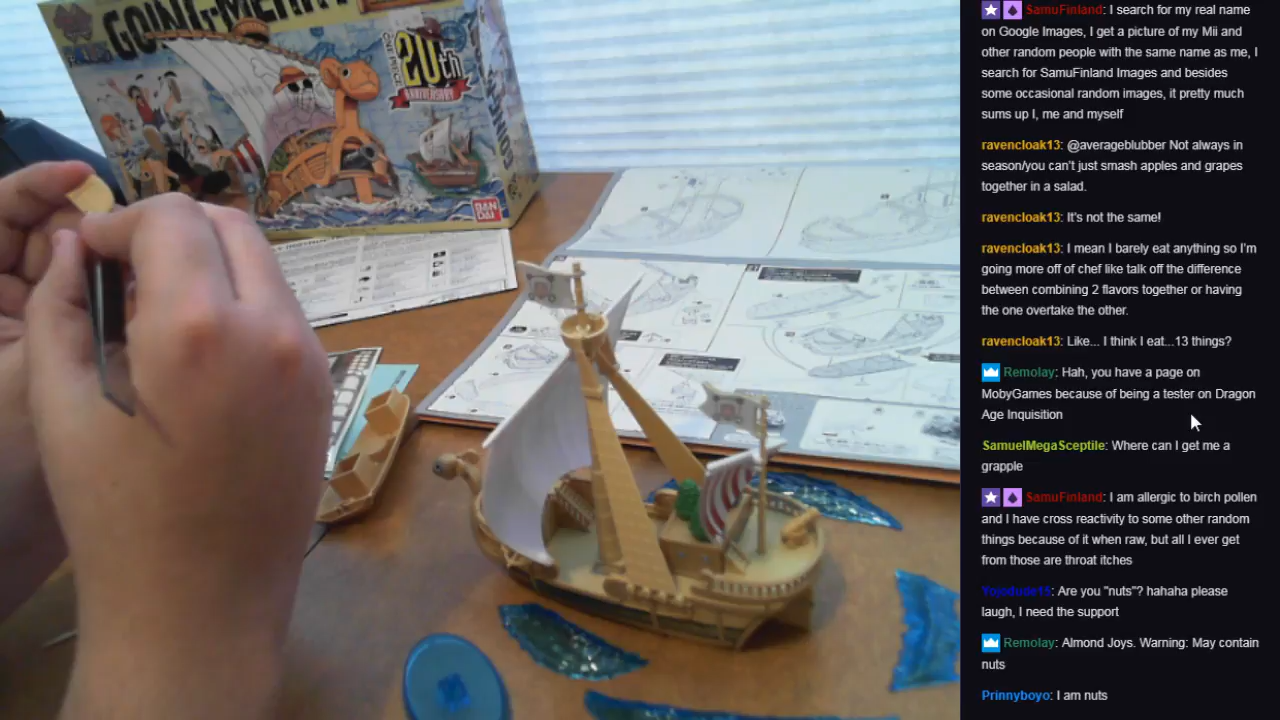 GOING MERRY
ONE PIECE
20th
ANNIVERSARY
BAN
DAI
SamuFinland: I search for my real name
on Google Images, I get a picture of my Mii and
other random people with the same name as me, I
search for SamuFinland Images and besides
some occasional random images, it pretty much
sums up I, me and myself
ravencloak13: @averageblubber Not always in
season/you can't just smash apples and grapes
together in a salad.
ravencloak13: It's not the same!
ravencloak13: I mean I barely eat anything so I'm
going more off of chef like talk off the difference
between combining 2 flavors together or having
the one overtake the other.
ravencloak13: Like... I think I eat...13 things?
Remolay: Hah, you have a page on
MobyGames because of being a tester on Dragon
Age Inquisition
SamuelMegaSceptile: Where can I get me a
grapple
SamuFinland: I am allergic to birch pollen
and I have cross reactivity to some other random
things because of it when raw, but all I ever get
from those are throat itches
Yojodude15: Are you "nuts"? hahaha please
laugh, I need the support
Remolay: Almond Joys. Warning: May contain
nuts
Prinnyboyo: I am nuts